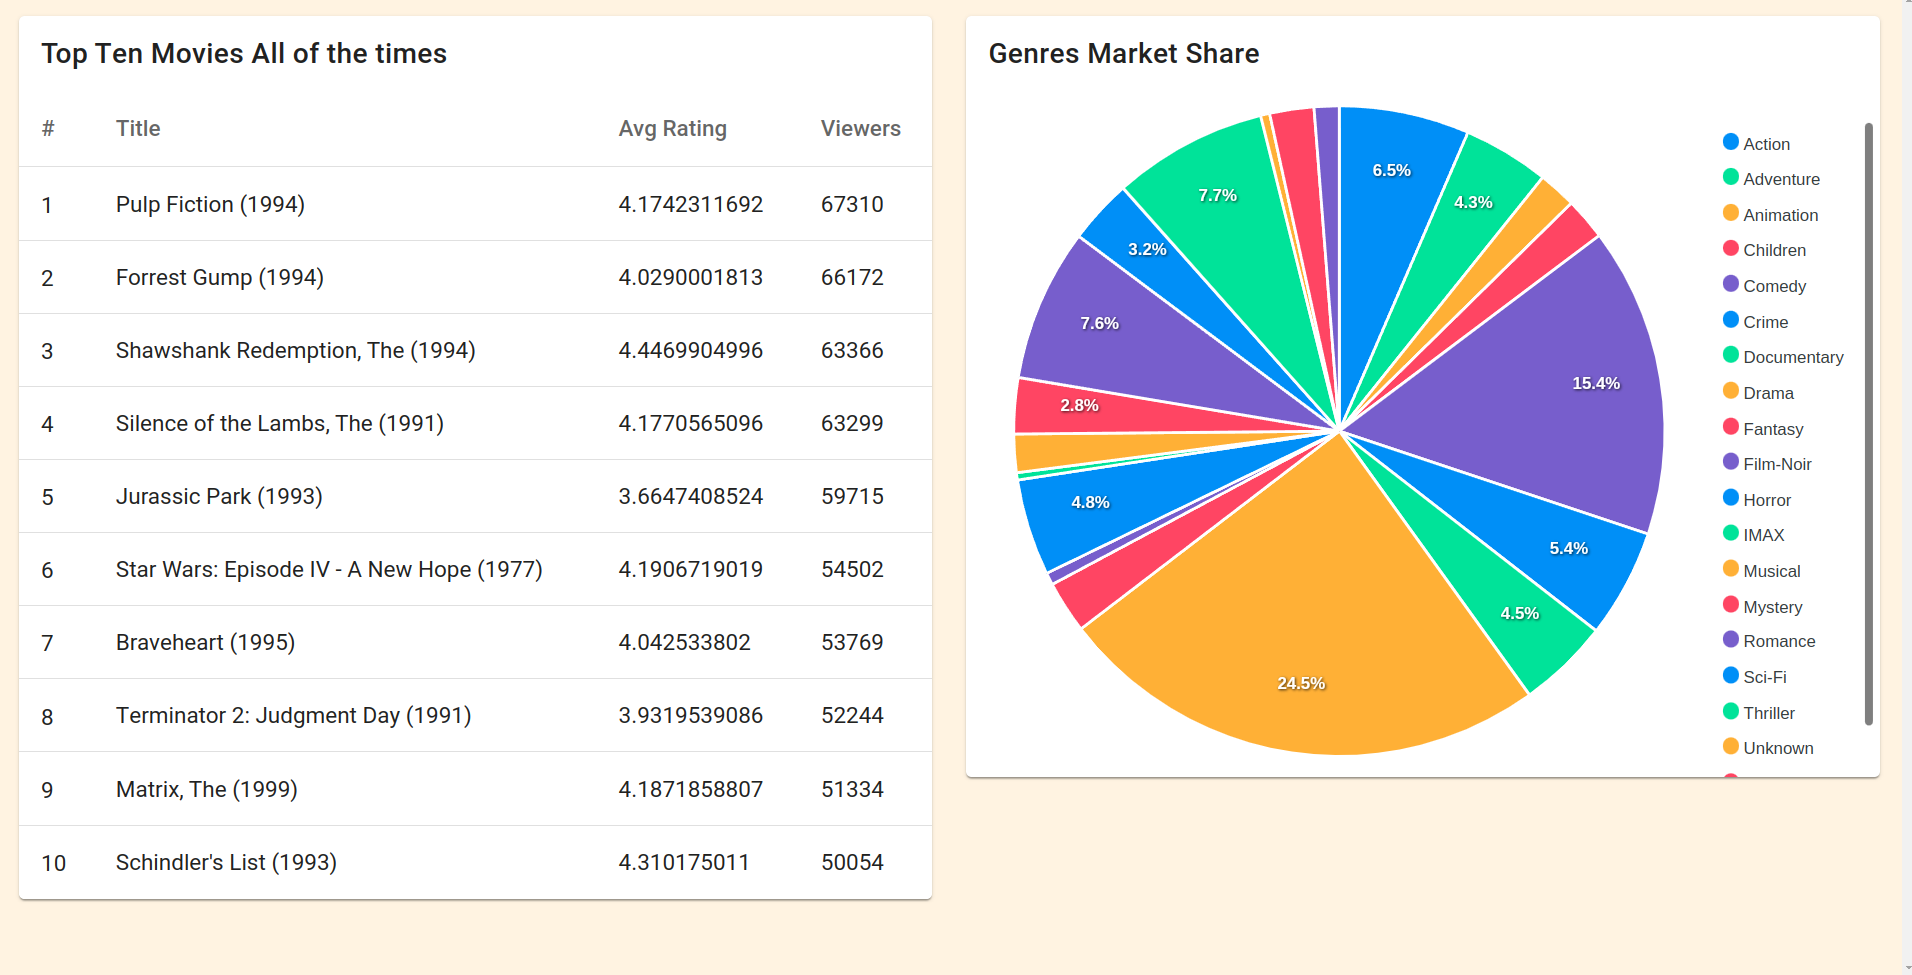 Top Ten Movies All of the times
# Title Avg Rating Viewers
1 Pulp Fiction (1994) 4.1742311692 67310
2 Forrest Gump (1994) 4.0290001813 66172
3 Shawshank Redemption, The (1994) 4.4469904996 63366
4 Silence of the Lambs, The (1991) 4.1770565096 63299
5 Jurassic Park (1993) 3.6647408524 59715
6 Star Wars: Episode IV - A New Hope (1977) 4.1906719019 54502
7 Braveheart (1995) 4.042533802 53769
8 Terminator 2: Judgment Day (1991) 3.9319539086 52244
9 Matrix, The (1999) 4.1871858807 51334
10 Schindler's List (1993) 4.310175011 50054
Genres Market Share
6.5%
4.3%
15.4%
5.4%
4.5%
24.5%
4.8%
2.8%
7.6%
3.2%
7.7%
Action
Adventure
Animation
Children
Comedy
Crime
Documentary
Drama
Fantasy
Film-Noir
Horror
IMAX
Musical
Mystery
Romance
Sci-Fi
Thriller
Unknown